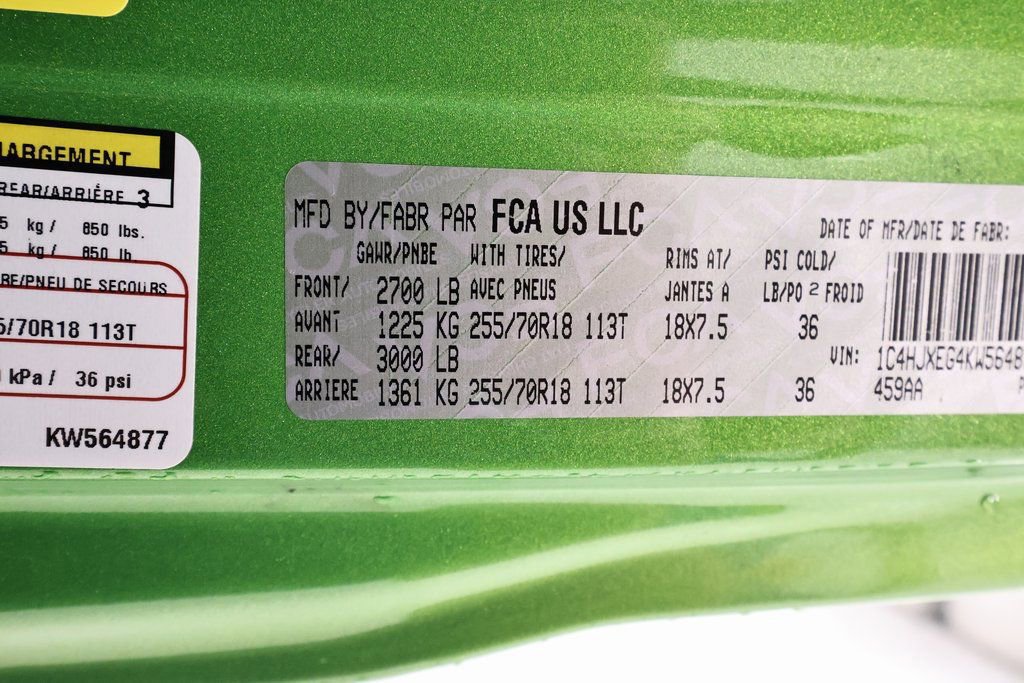 HARGEMENT
REAR/ARRIÈRE 3
5 kg / 850 lbs.
5 kg / 850 lb
RE/PNEU DE SECOURS
5/70R18 113T
kPa / 36 psi
KW564877
MFD BY/FABR PAR FCA US LLC
DATE OF MFR/DATE DE FABR:
GAWR/PNBE WITH TIRES/ RIMS AT/ PSI COLD/
FRONT/ 2700 LB AVEC PNEUS JANTES A LB/PO 2 FROID
AVANT 1225 KG 255/70R18 113T 18X7.5 36
REAR/ 3000 LB
VIN: 1C4HJXEG4KW5648
ARRIERE 1361 KG 255/70R18 113T 18X7.5 36 459AA